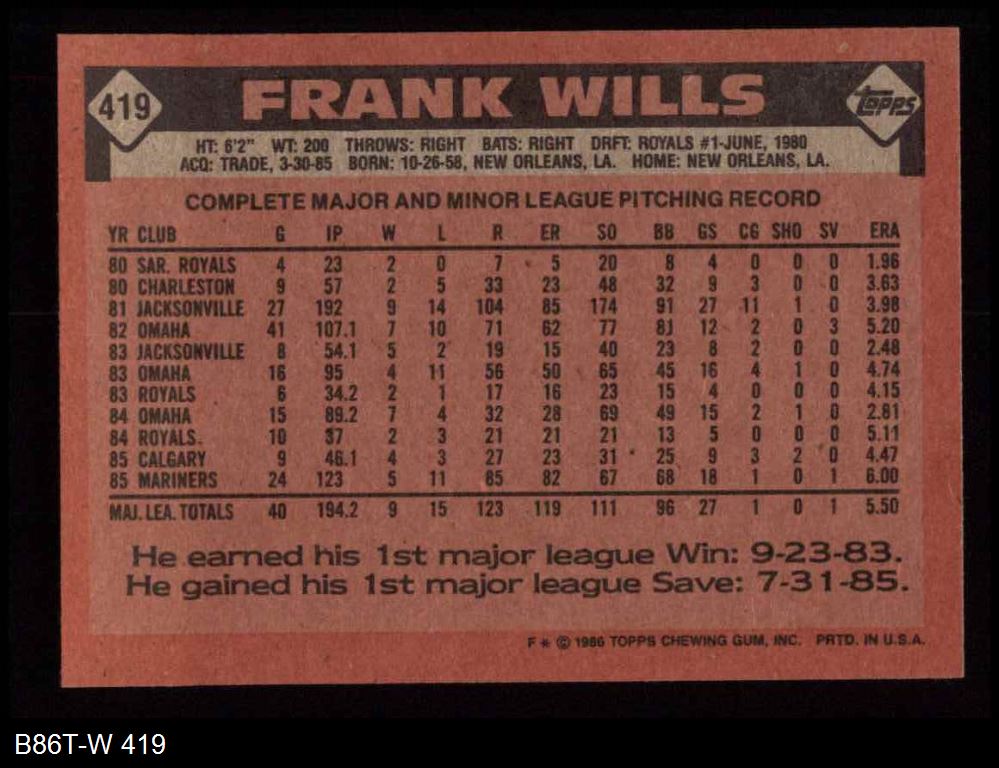 419 FRANK WILLS Topps
HT: 6'2" WT: 200 THROWS: RIGHT BATS: RIGHT DRFT: ROYALS #1-JUNE, 1980
ACQ: TRADE, 3-30-85 BORN: 10-26-58, NEW ORLEANS, LA. HOME: NEW ORLEANS, LA.
COMPLETE MAJOR AND MINOR LEAGUE PITCHING RECORD
YR CLUB G IP W L R ER SO BB GS CG SHO SV ERA
80 SAR. ROYALS 4 23 2 0 7 5 20 8 4 0 0 0 1.96
80 CHARLESTON 9 57 2 5 33 23 48 32 9 3 0 0 3.63
81 JACKSONVILLE 27 192 9 14 104 85 174 91 27 11 1 0 3.98
82 OMAHA 41 107.1 7 10 71 62 77 81 12 2 0 3 5.20
83 JACKSONVILLE 8 54.1 5 2 19 15 40 23 8 2 0 0 2.48
83 OMAHA 16 95 4 11 56 50 65 45 16 4 1 0 4.74
83 ROYALS 6 34.2 2 1 17 16 23 15 4 0 0 0 4.15
84 OMAHA 15 89.2 7 4 32 28 69 49 15 2 1 0 2.81
84 ROYALS 10 37 2 3 21 21 21 13 5 0 0 0 5.11
85 CALGARY 9 46.1 4 3 27 23 31 25 9 3 2 0 4.47
85 MARINERS 24 123 5 11 85 82 67 68 18 1 0 1 6.00
MAJ. LEA. TOTALS 40 194.2 9 15 123 119 111 96 27 1 0 1 5.50
He earned his 1st major league Win: 9-23-83.
He gained his 1st major league Save: 7-31-85.
F * © 1986 TOPPS CHEWING GUM, INC. PRTD. IN U.S.A.
B86T-W 419